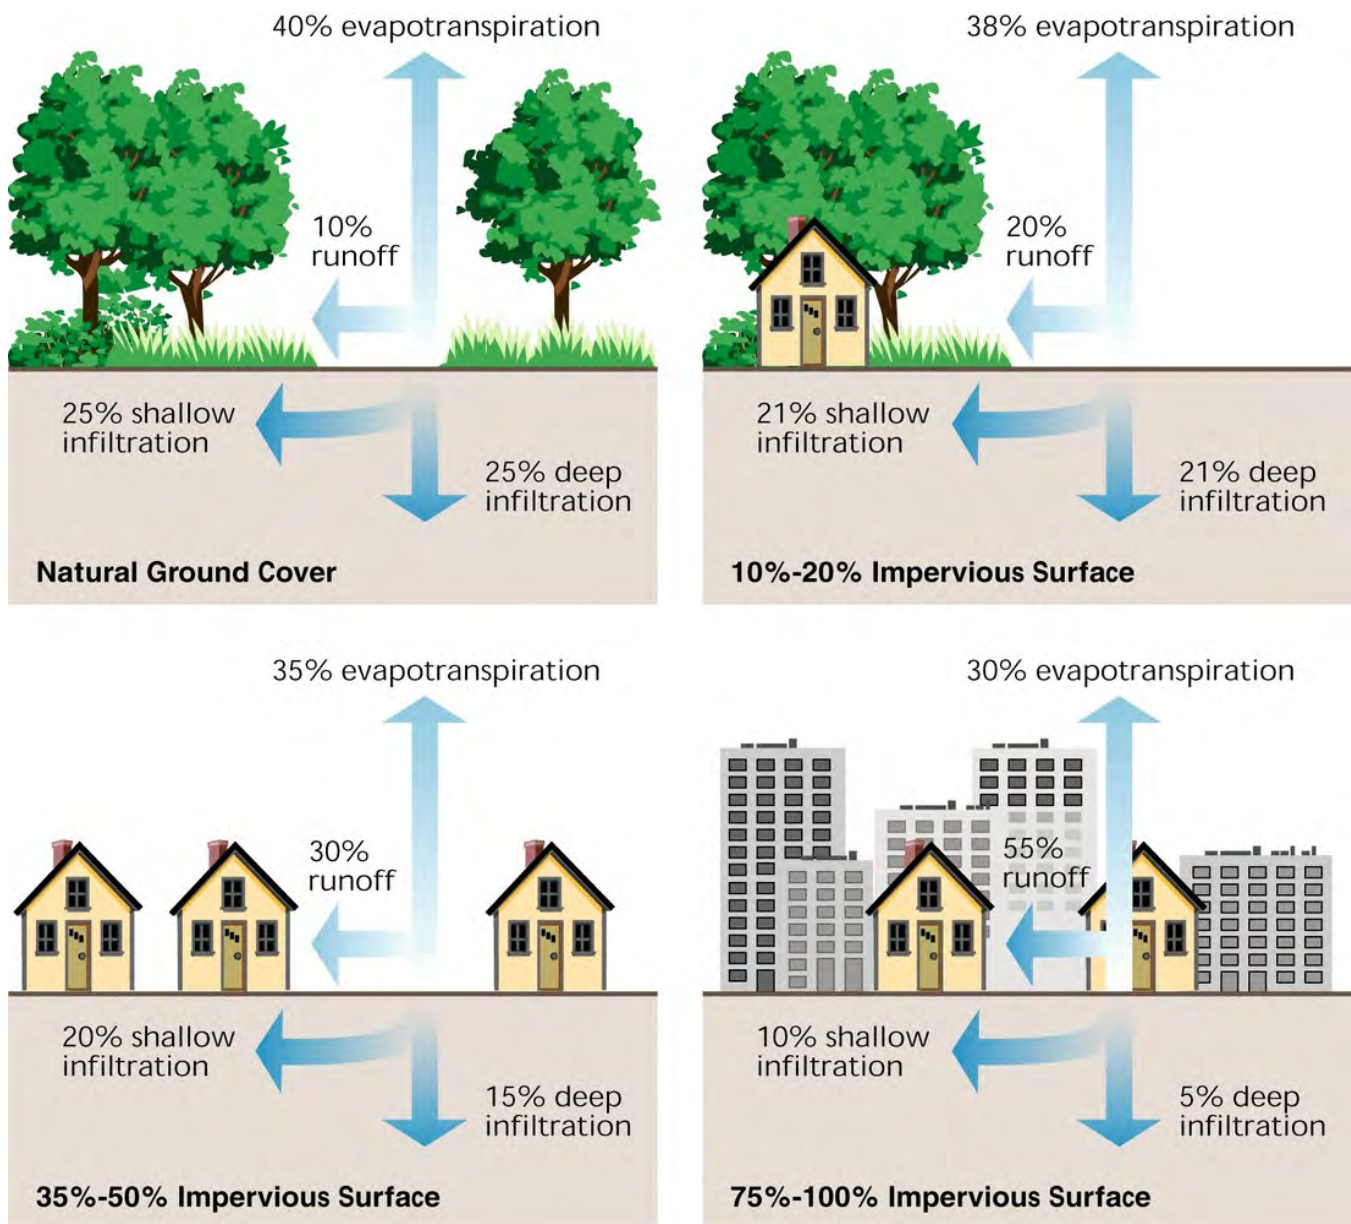 40% evapotranspiration
10%
runoff
25% shallow
infiltration
25% deep
infiltration
Natural Ground Cover
38% evapotranspiration
20%
runoff
21% shallow
infiltration
21% deep
infiltration
10%-20% Impervious Surface
35% evapotranspiration
30%
runoff
20% shallow
infiltration
15% deep
infiltration
35%-50% Impervious Surface
30% evapotranspiration
55%
runoff
10% shallow
infiltration
5% deep
infiltration
75%-100% Impervious Surface